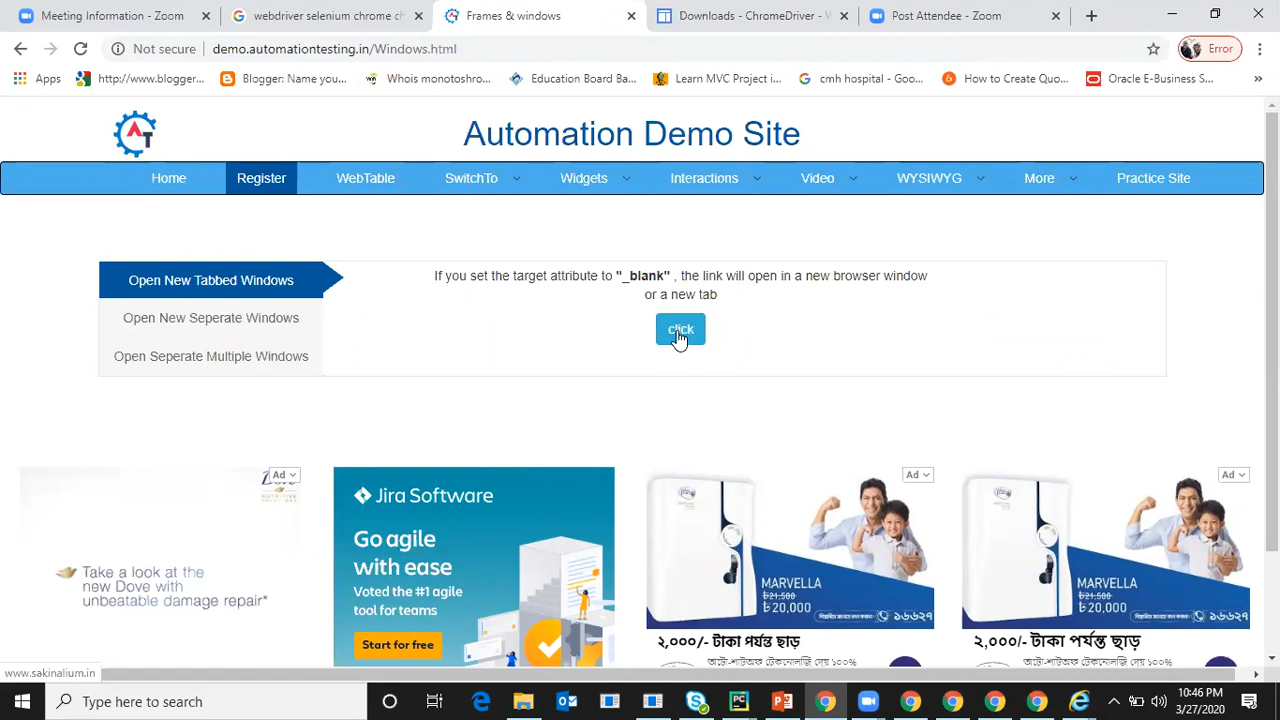 Meeting Information - Zoom
webdriver selenium chrome
Frames & windows
Downloads - ChromeDriver -
Post Attendee - Zoom
Not secure
demo.automationtesting.in/Windows.html
Error
Apps
http://www.blogger...
Blogger: Name you...
Whois monotoshro...
Education Board Ba...
Learn MVC Project i...
cmh hospital - Goo...
How to Create Quo...
Oracle E-Business S...
AT
Automation Demo Site
Home
Register
WebTable
SwitchTo
Widgets
Interactions
Video
WYSIWYG
More
Practice Site
Open New Tabbed Windows
Open New Seperate Windows
Open Seperate Multiple Windows
If you set the target attribute to "_blank" , the link will open in a new browser window
or a new tab
click
Ad
Take a look at the
new Dove with
unbeatable damage repair*
Jira Software
Go agile
with ease
Voted the #1 agile
tool for teams
Start for free
Ad
MARVELLA
৳21,500
৳20,000
১৬৬২৭
২,০০০/- টাকা পর্যন্ত ছাড়
Ad
MARVELLA
৳21,500
৳20,000
১৬৬২৭
২,০০০/- টাকা পর্যন্ত ছাড়
www.sakinalium.in
Type here to search
10:46 PM
3/27/2020